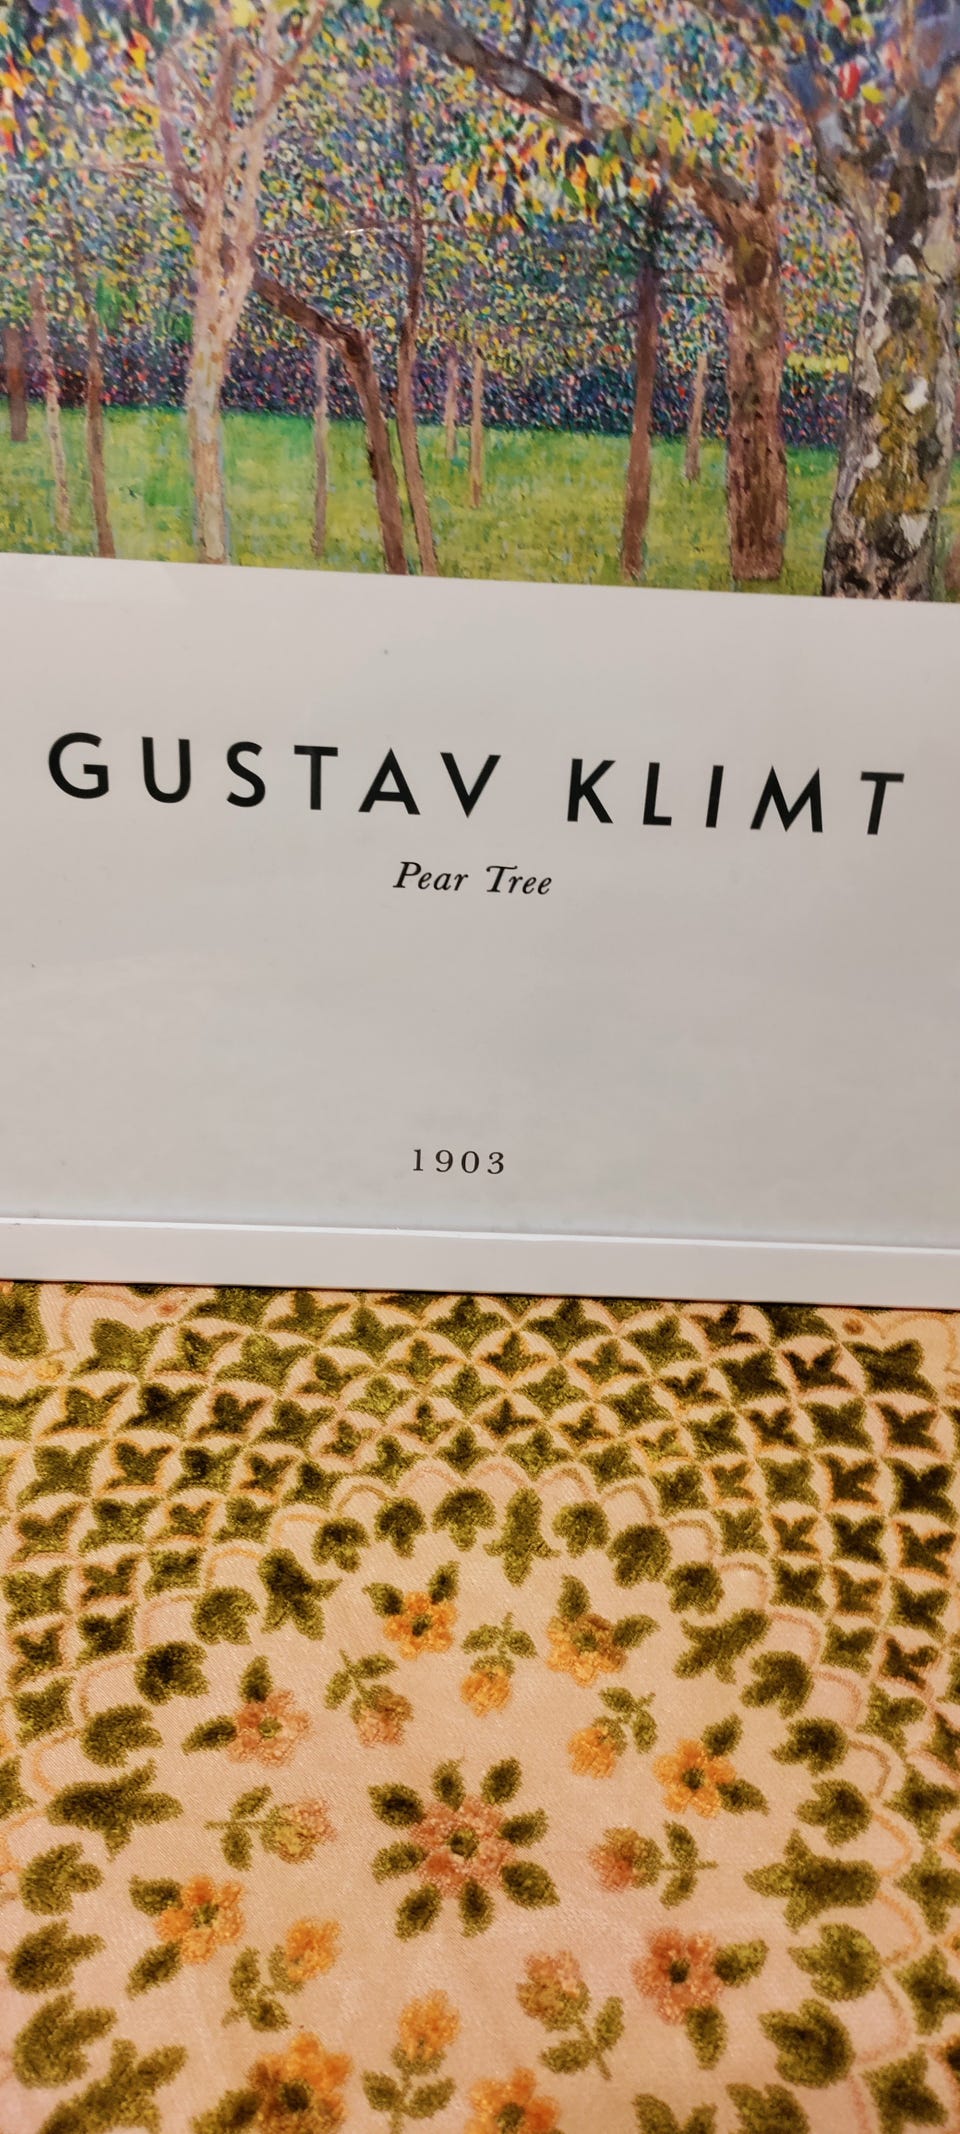 GUSTAV KLIMT
Pear Tree
1903